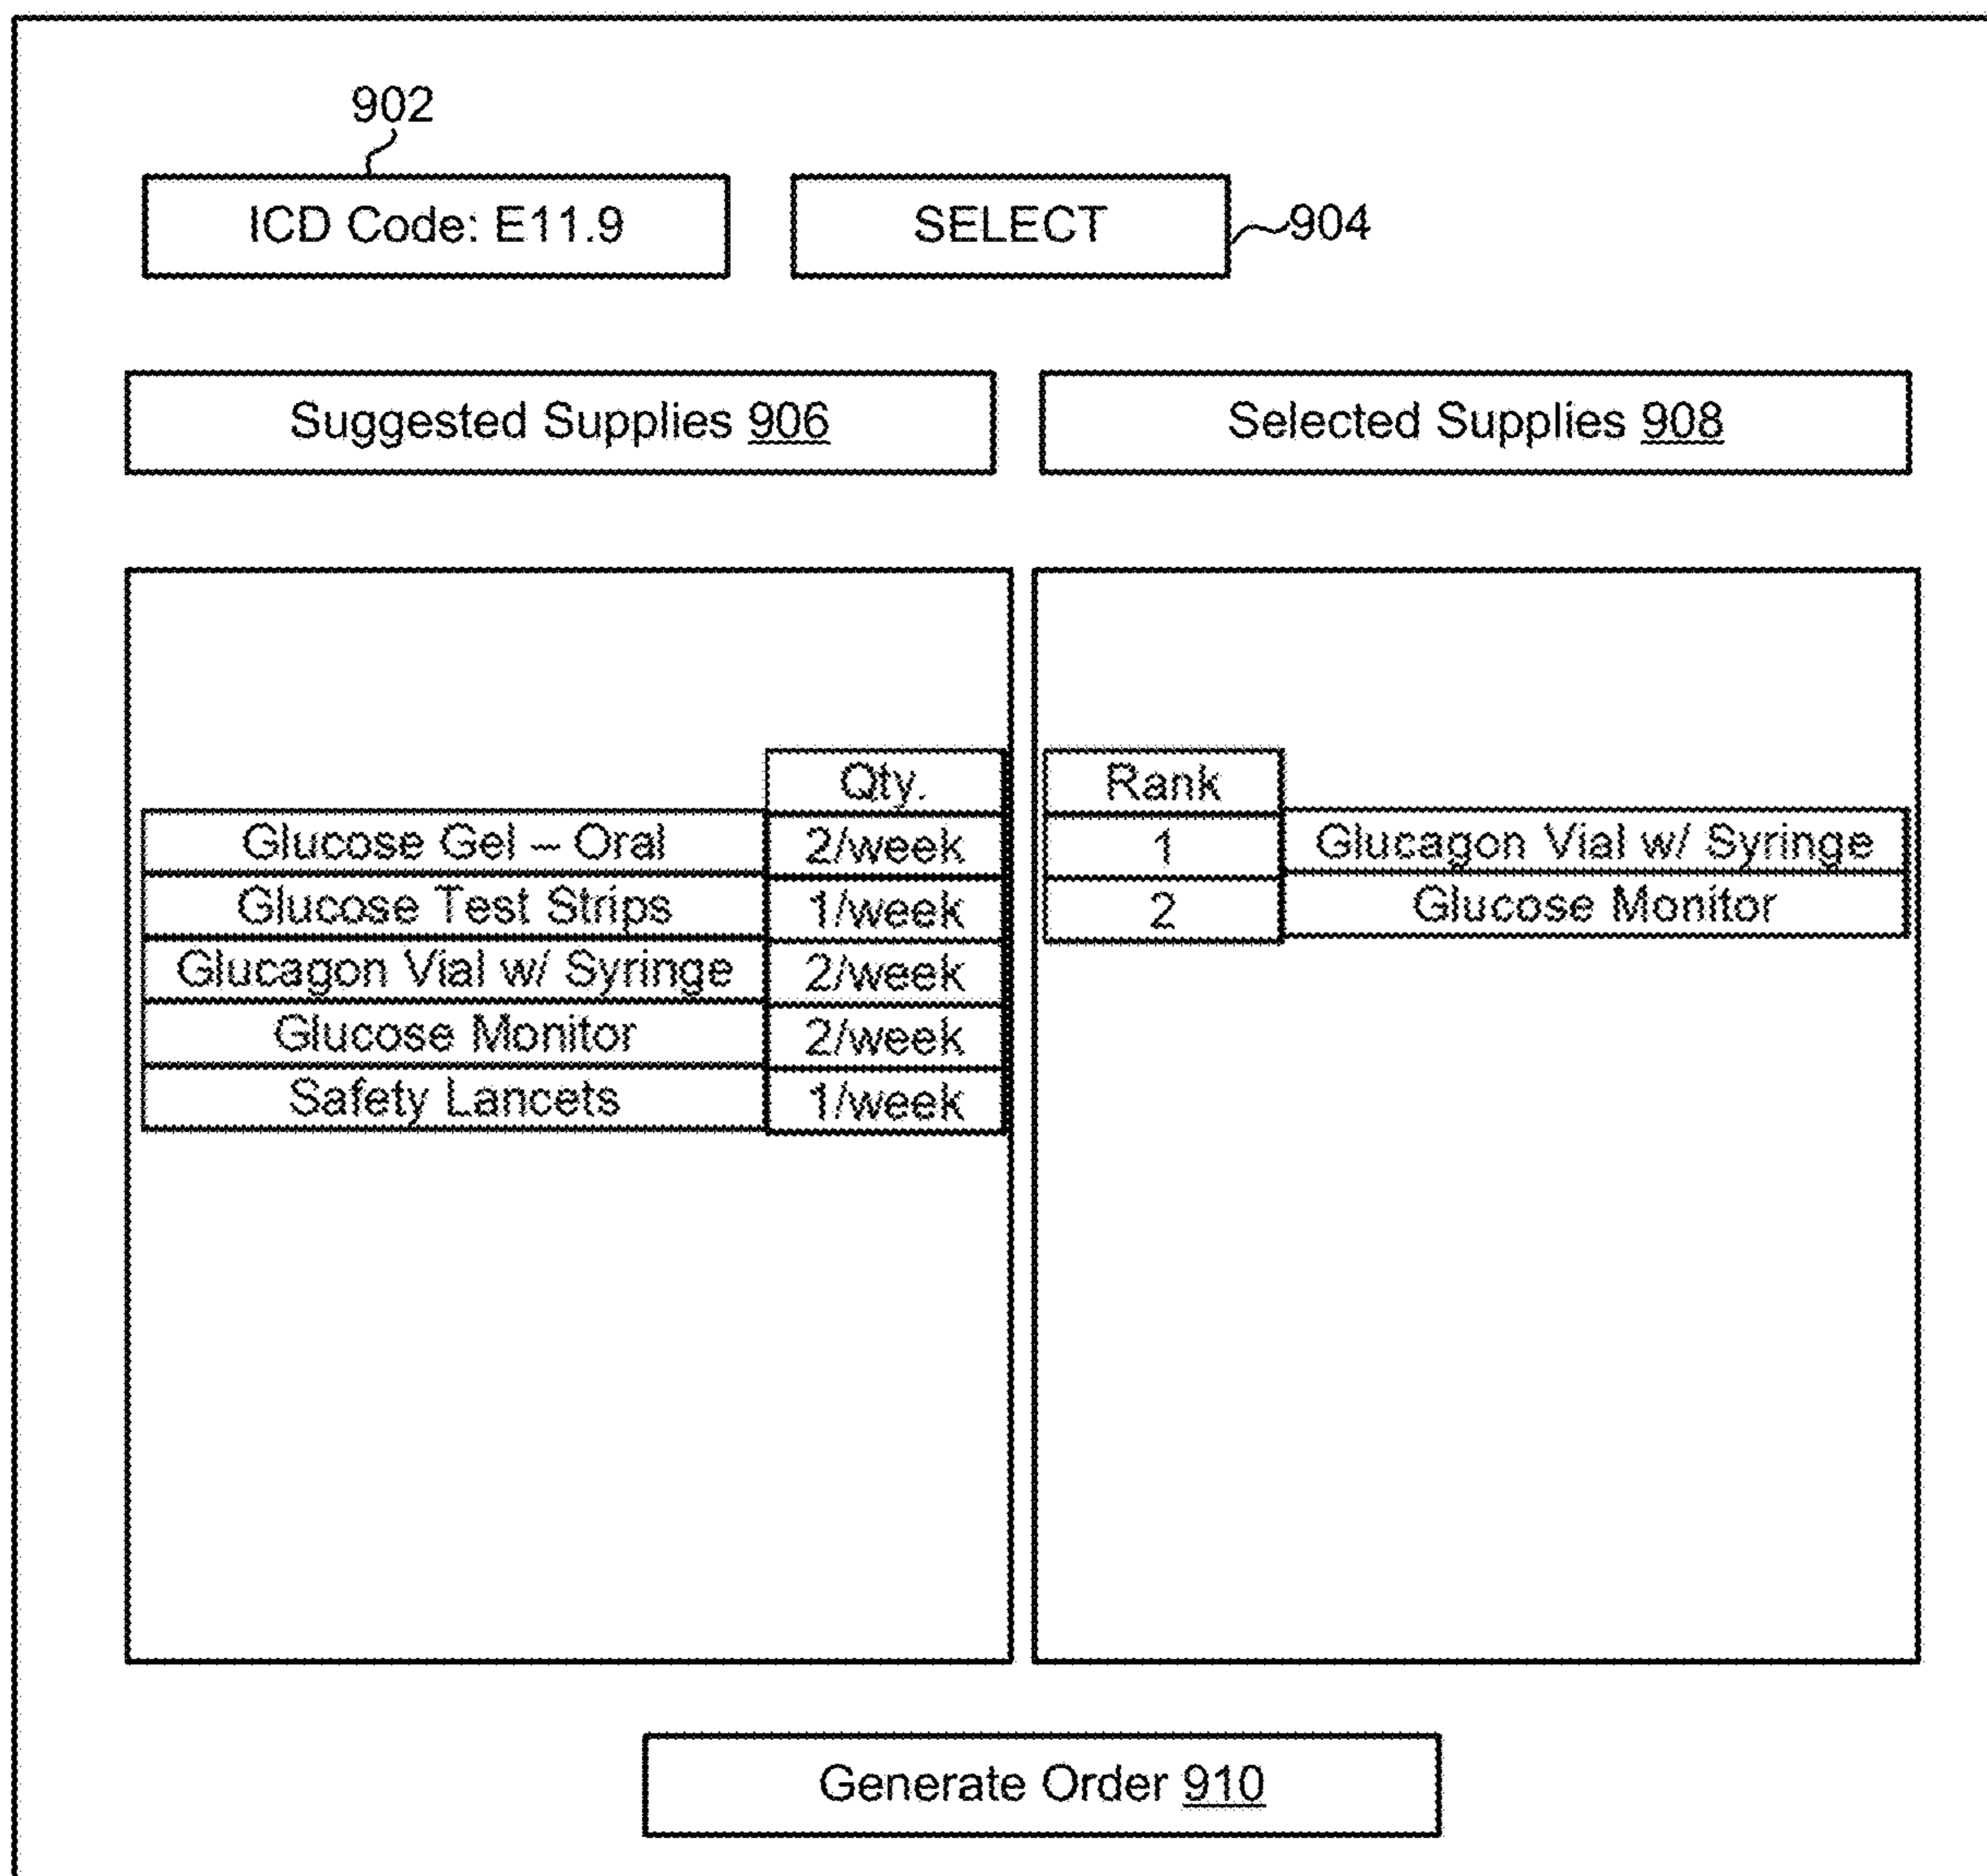 902
ICD Code: E11.9
SELECT
904
Suggested Supplies 906
Selected Supplies 908
Qty.
Glucose Gel – Oral 2/week
Glucose Test Strips 1/week
Glucagon Vial w/ Syringe 2/week
Glucose Monitor 2/week
Safety Lancets 1/week
Rank
1 Glucagon Vial w/ Syringe
2 Glucose Monitor
Generate Order 910